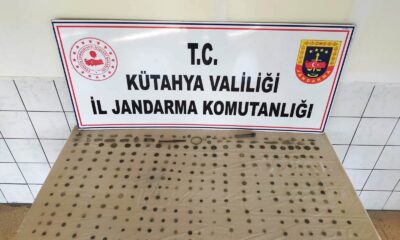 T.C.
KÜTAHYA VALİLİĞİ
İL JANDARMA KOMUTANLIĞI